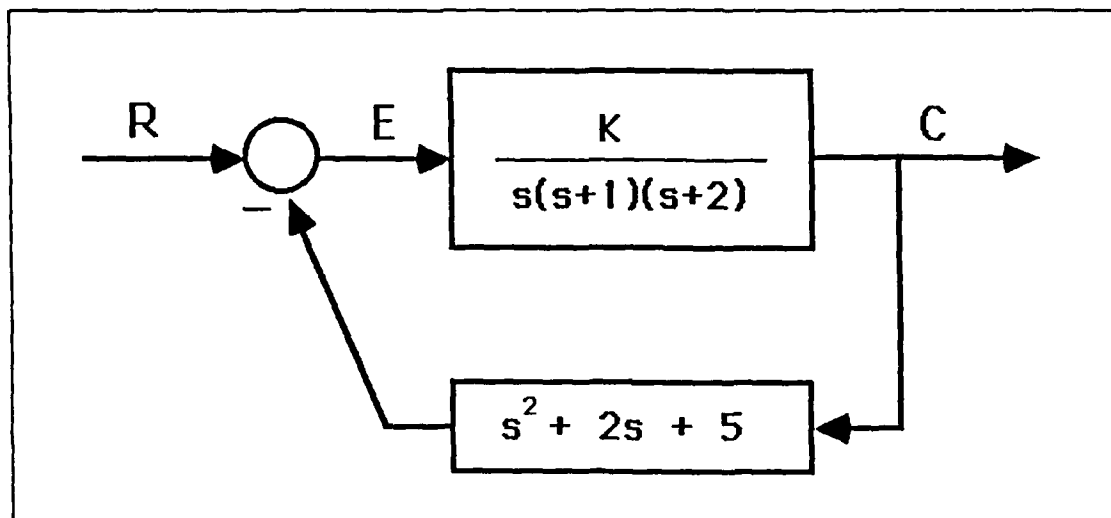 R
E
K
s(s+1)(s+2)
C
–
s² + 2s + 5